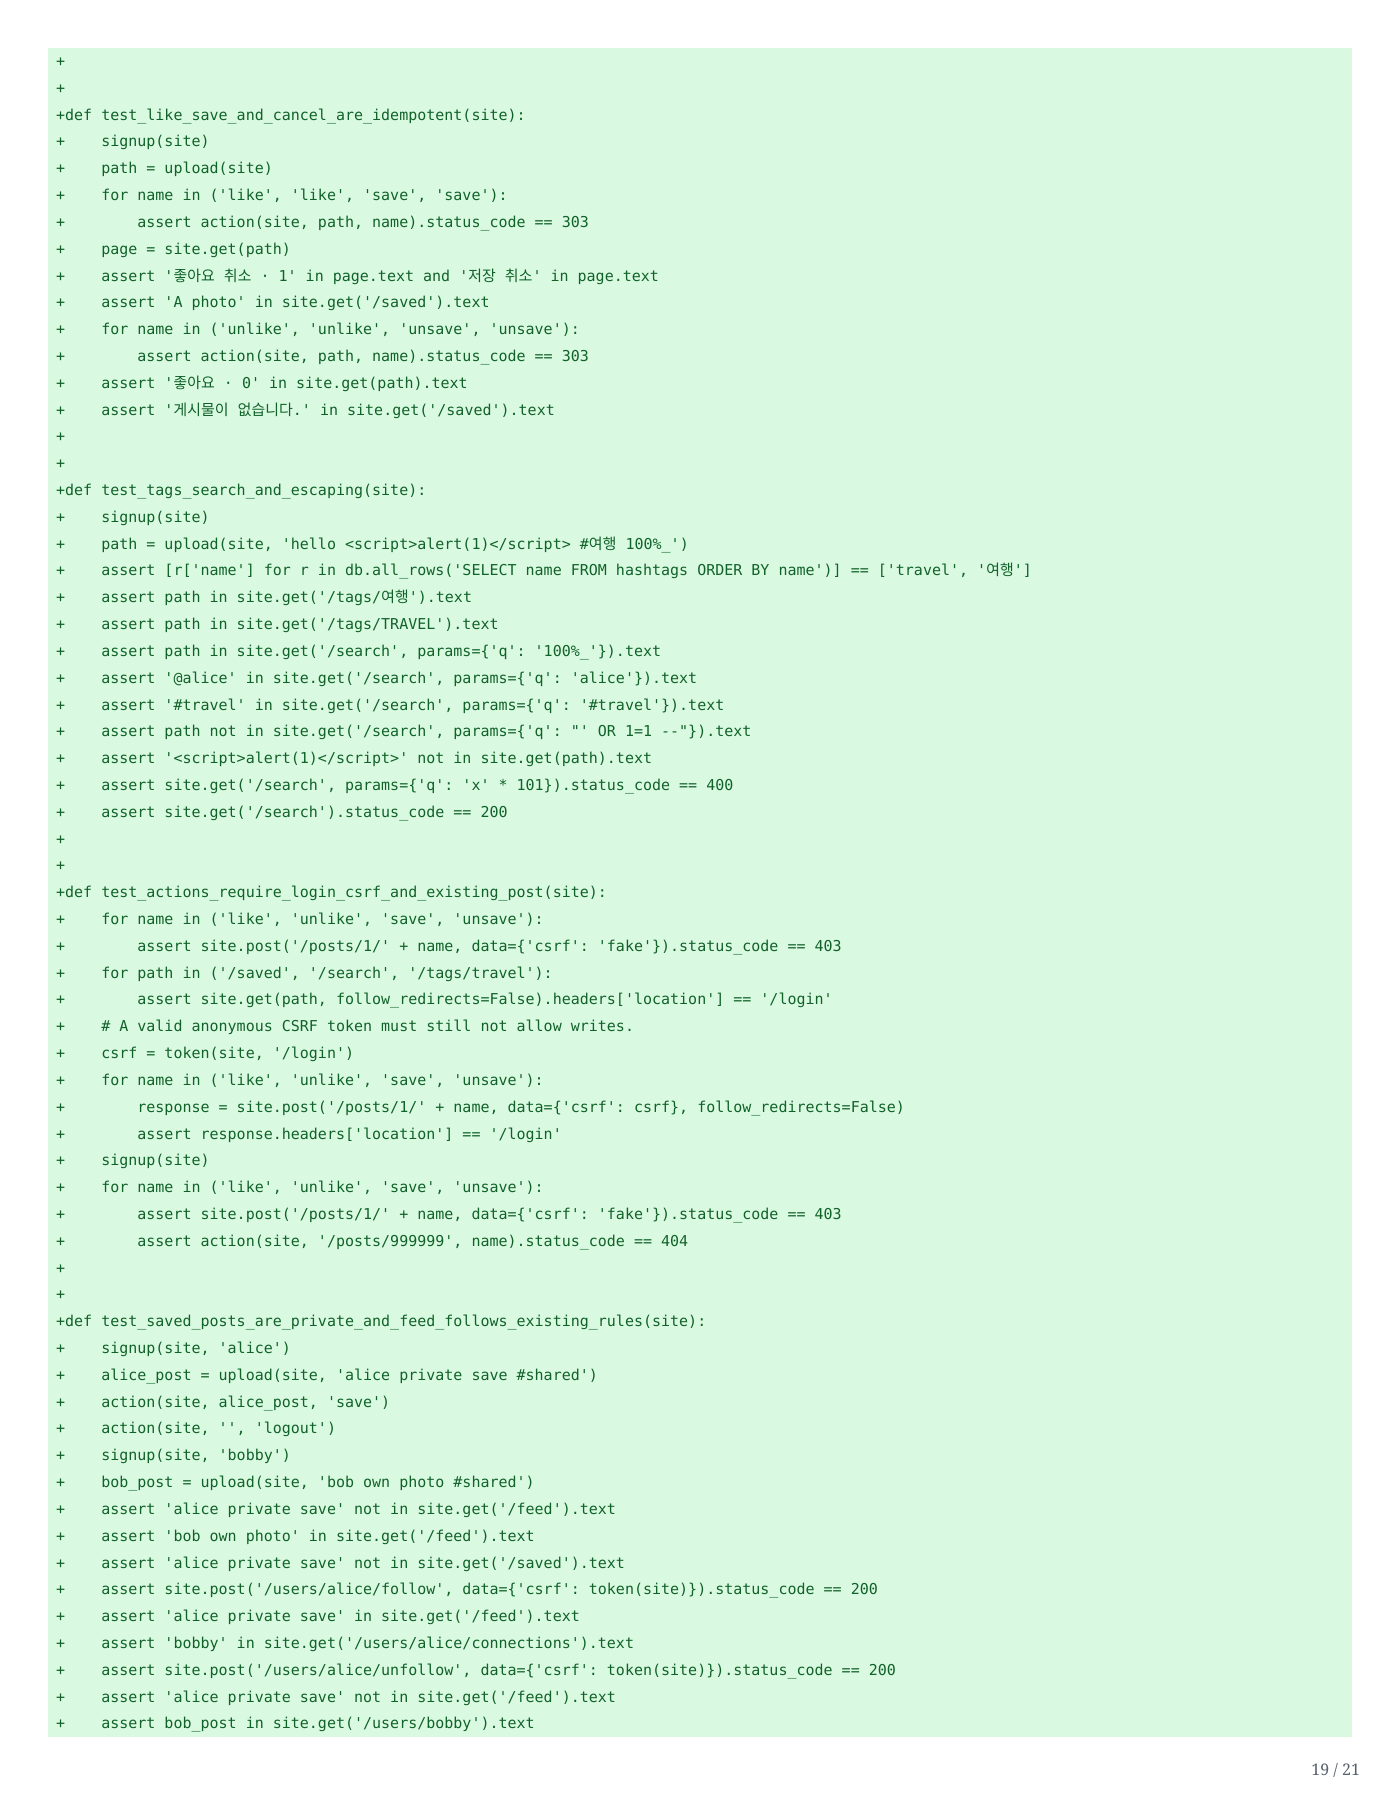 +
+
+def test_like_save_and_cancel_are_idempotent(site):
+    signup(site)
+    path = upload(site)
+    for name in ('like', 'like', 'save', 'save'):
+        assert action(site, path, name).status_code == 303
+    page = site.get(path)
+    assert '좋아요 취소 · 1' in page.text and '저장 취소' in page.text
+    assert 'A photo' in site.get('/saved').text
+    for name in ('unlike', 'unlike', 'unsave', 'unsave'):
+        assert action(site, path, name).status_code == 303
+    assert '좋아요 · 0' in site.get(path).text
+    assert '게시물이 없습니다.' in site.get('/saved').text
+
+
+def test_tags_search_and_escaping(site):
+    signup(site)
+    path = upload(site, 'hello <script>alert(1)</script> #여행 100%_')
+    assert [r['name'] for r in db.all_rows('SELECT name FROM hashtags ORDER BY name')] == ['travel', '여행']
+    assert path in site.get('/tags/여행').text
+    assert path in site.get('/tags/TRAVEL').text
+    assert path in site.get('/search', params={'q': '100%_'}).text
+    assert '@alice' in site.get('/search', params={'q': 'alice'}).text
+    assert '#travel' in site.get('/search', params={'q': '#travel'}).text
+    assert path not in site.get('/search', params={'q': "' OR 1=1 --"}).text
+    assert '<script>alert(1)</script>' not in site.get(path).text
+    assert site.get('/search', params={'q': 'x' * 101}).status_code == 400
+    assert site.get('/search').status_code == 200
+
+
+def test_actions_require_login_csrf_and_existing_post(site):
+    for name in ('like', 'unlike', 'save', 'unsave'):
+        assert site.post('/posts/1/' + name, data={'csrf': 'fake'}).status_code == 403
+    for path in ('/saved', '/search', '/tags/travel'):
+        assert site.get(path, follow_redirects=False).headers['location'] == '/login'
+    # A valid anonymous CSRF token must still not allow writes.
+    csrf = token(site, '/login')
+    for name in ('like', 'unlike', 'save', 'unsave'):
+        response = site.post('/posts/1/' + name, data={'csrf': csrf}, follow_redirects=False)
+        assert response.headers['location'] == '/login'
+    signup(site)
+    for name in ('like', 'unlike', 'save', 'unsave'):
+        assert site.post('/posts/1/' + name, data={'csrf': 'fake'}).status_code == 403
+        assert action(site, '/posts/999999', name).status_code == 404
+
+
+def test_saved_posts_are_private_and_feed_follows_existing_rules(site):
+    signup(site, 'alice')
+    alice_post = upload(site, 'alice private save #shared')
+    action(site, alice_post, 'save')
+    action(site, '', 'logout')
+    signup(site, 'bobby')
+    bob_post = upload(site, 'bob own photo #shared')
+    assert 'alice private save' not in site.get('/feed').text
+    assert 'bob own photo' in site.get('/feed').text
+    assert 'alice private save' not in site.get('/saved').text
+    assert site.post('/users/alice/follow', data={'csrf': token(site)}).status_code == 200
+    assert 'alice private save' in site.get('/feed').text
+    assert 'bobby' in site.get('/users/alice/connections').text
+    assert site.post('/users/alice/unfollow', data={'csrf': token(site)}).status_code == 200
+    assert 'alice private save' not in site.get('/feed').text
+    assert bob_post in site.get('/users/bobby').text
19 / 21